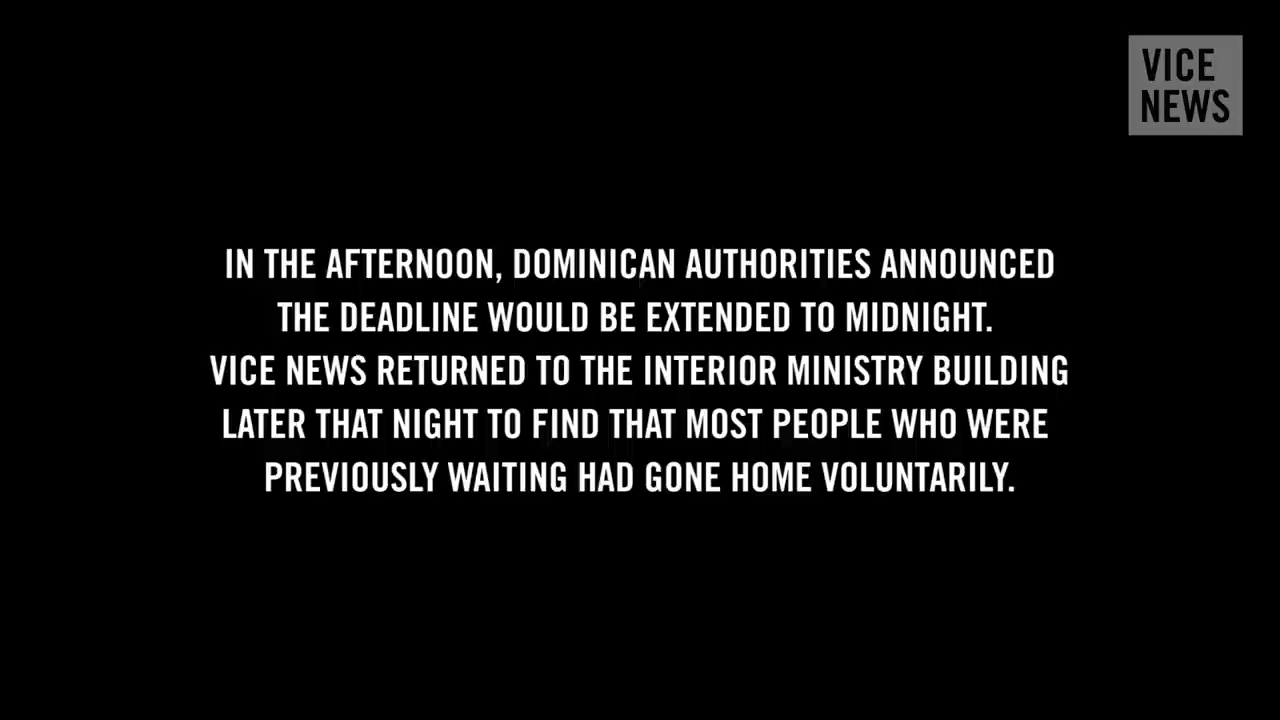 VICE
NEWS
IN THE AFTERNOON, DOMINICAN AUTHORITIES ANNOUNCED
THE DEADLINE WOULD BE EXTENDED TO MIDNIGHT.
VICE NEWS RETURNED TO THE INTERIOR MINISTRY BUILDING
LATER THAT NIGHT TO FIND THAT MOST PEOPLE WHO WERE
PREVIOUSLY WAITING HAD GONE HOME VOLUNTARILY.